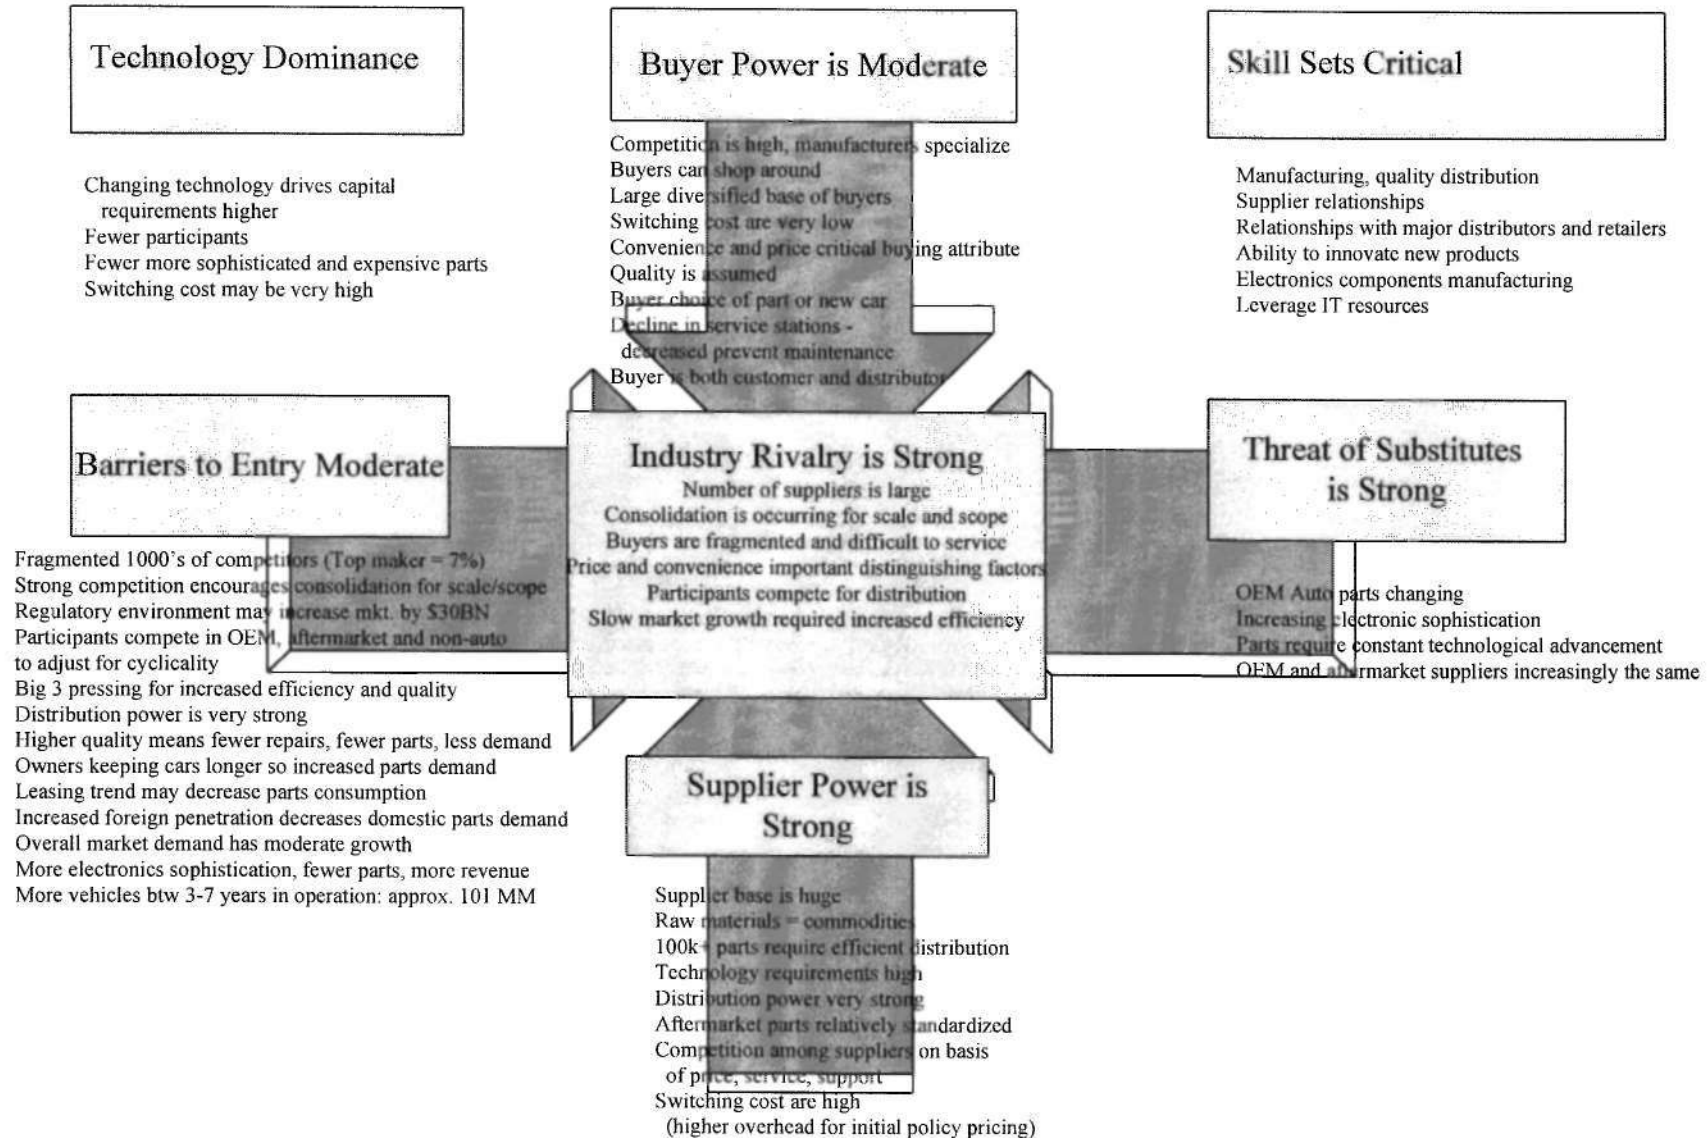 Technology Dominance
Changing technology drives capital
requirements higher
Fewer participants
Fewer more sophisticated and expensive parts
Switching cost may be very high
Buyer Power is Moderate
Competition is high, manufacturers specialize
Buyers can shop around
Large diversified base of buyers
Switching cost are very low
Convenience and price critical buying attribute
Quality is assumed
Buyer choice of part or new car
Decline in service stations -
decreased prevent maintenance
Buyer is both customer and distributor
Skill Sets Critical
Manufacturing, quality distribution
Supplier relationships
Relationships with major distributors and retailers
Ability to innovate new products
Electronics components manufacturing
Leverage IT resources
Barriers to Entry Moderate
Fragmented 1000's of competitors (Top maker = 7%)
Strong competition encourages consolidation for scale/scope
Regulatory environment may increase mkt. by $30BN
Participants compete in OEM, aftermarket and non-auto
to adjust for cyclicality
Big 3 pressing for increased efficiency and quality
Distribution power is very strong
Higher quality means fewer repairs, fewer parts, less demand
Owners keeping cars longer so increased parts demand
Leasing trend may decrease parts consumption
Increased foreign penetration decreases domestic parts demand
Overall market demand has moderate growth
More electronics sophistication, fewer parts, more revenue
More vehicles btw 3-7 years in operation: approx. 101 MM
Industry Rivalry is Strong
Number of suppliers is large
Consolidation is occurring for scale and scope
Buyers are fragmented and difficult to service
Price and convenience important distinguishing factors
Participants compete for distribution
Slow market growth required increased efficiency
Threat of Substitutes
is Strong
OEM Auto parts changing
Increasing electronic sophistication
Parts require constant technological advancement
OEM and aftermarket suppliers increasingly the same
Supplier Power is
Strong
Supplier base is huge
Raw materials = commodities
100k+ parts require efficient distribution
Technology requirements high
Distribution power very strong
Aftermarket parts relatively standardized
Competition among suppliers on basis
of price, service, support
Switching cost are high
(higher overhead for initial policy pricing)